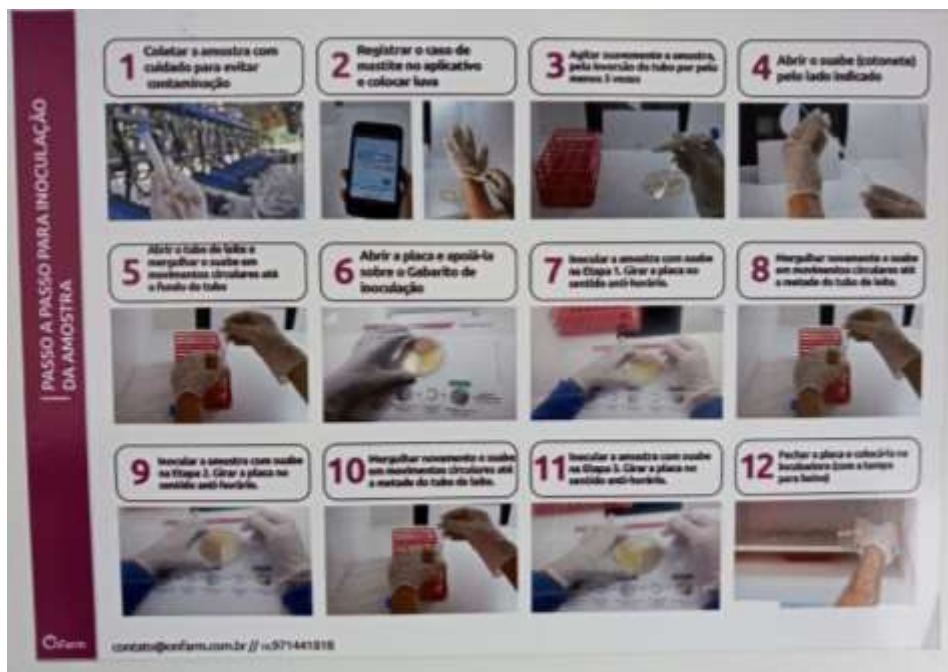 PASSO A PASSO PARA INOCULAÇÃO
DA AMOSTRA
1
Coletar a amostra com
cuidado para evitar
contaminação
2
Registrar o caso de
mastite no aplicativo
e colocar luva
3
Agitar suavemente a amostra,
pela inversão do tubo por pelo
menos 3 vezes
4
Abrir o suabe (cotonete)
pelo lado indicado
5
Abrir o tubo de leite e
mergulhar o suabe em
movimentos circulares até
o fundo do tubo
6
Abrir a placa e apoiá-la
sobre o Gabarito de
inoculação
7
Inocular a amostra com suabe
na Etapa 1. Girar a placa no
sentido anti-horário.
8
Mergulhar novamente o suabe
em movimentos circulares até
a metade do tubo de leite.
9
Inocular a amostra com suabe
na Etapa 2. Girar a placa no
sentido anti-horário.
10
Mergulhar novamente o suabe
em movimentos circulares até
a metade do tubo de leite.
11
Inocular a amostra com suabe
na Etapa 3. Girar a placa no
sentido anti-horário.
12
Fechar a placa e colocá-la na
incubadora (com a tampa
para baixo)
OnFarm
contato@onfarm.com.br // 971441818